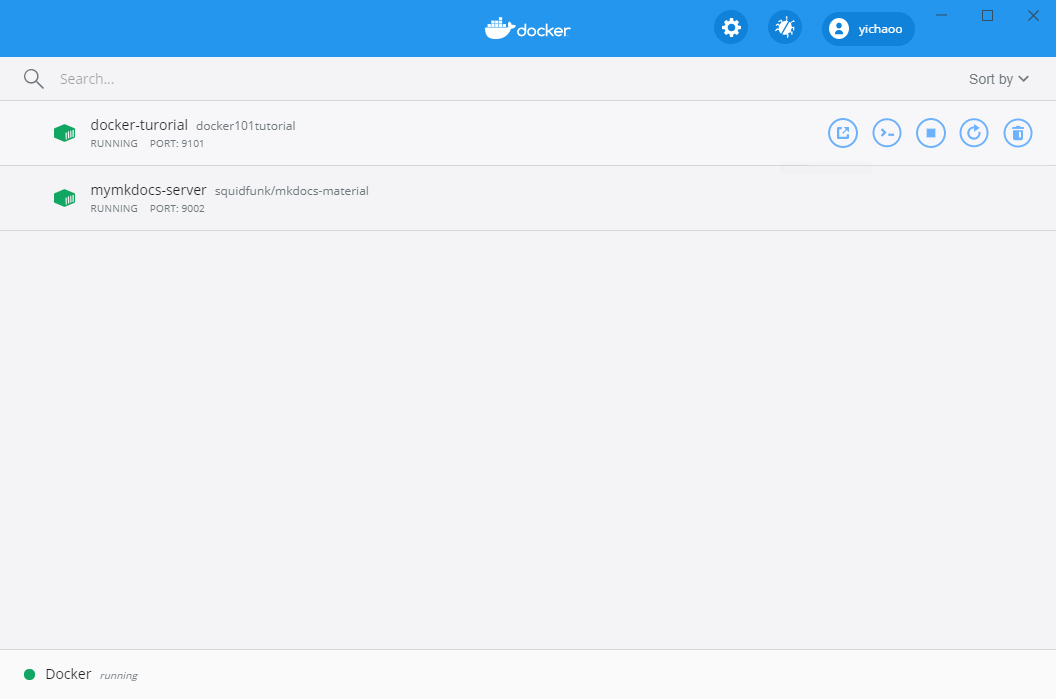 docker
yichaoo
Search...
Sort by
docker-turorial docker101tutorial
RUNNING PORT: 9101
mymkdocs-server squidfunk/mkdocs-material
RUNNING PORT: 9002
Docker running